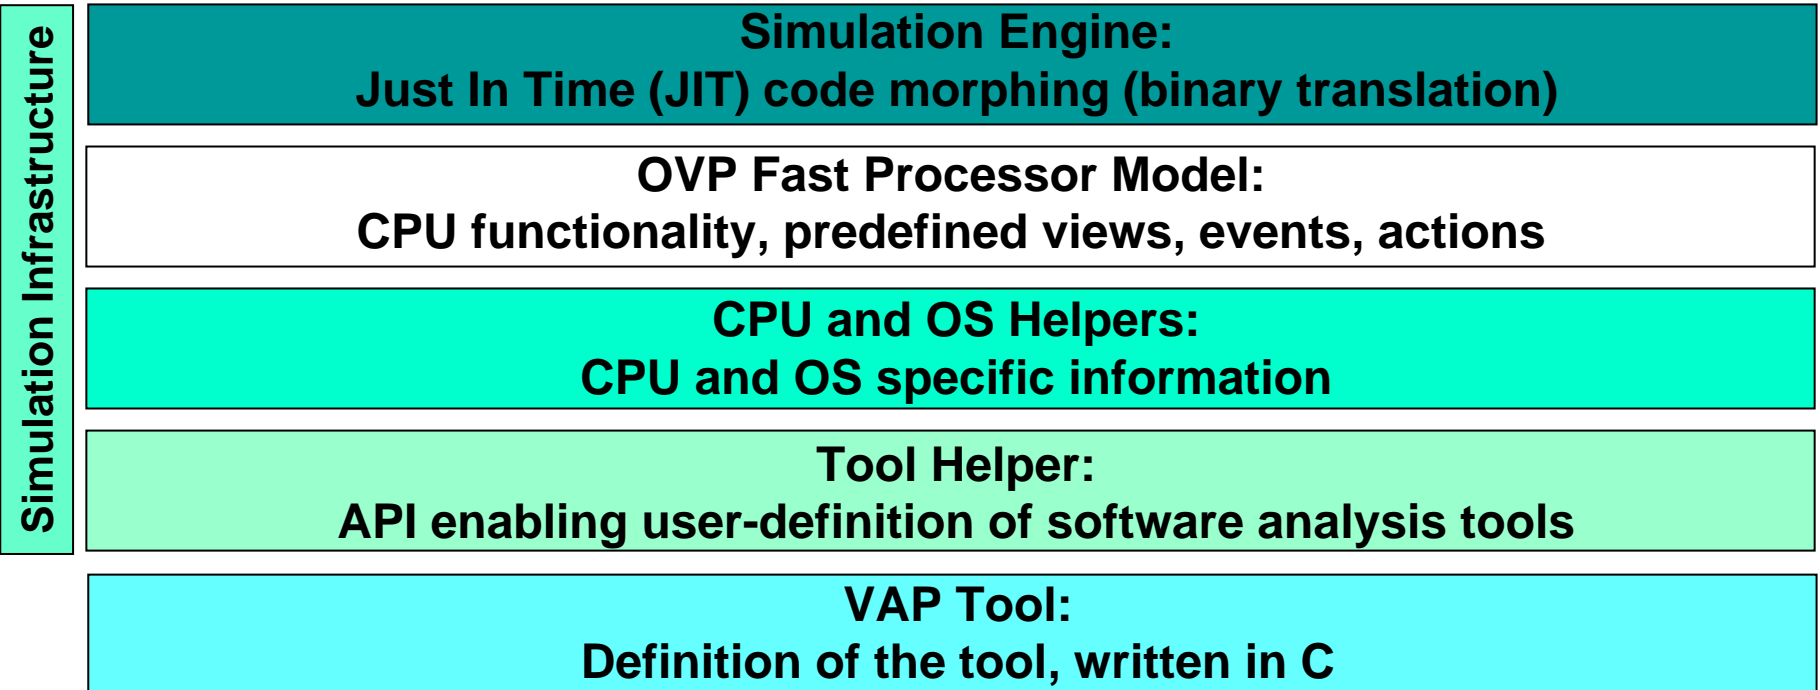 Simulation Infrastructure
Simulation Engine:
Just In Time (JIT) code morphing (binary translation)
OVP Fast Processor Model:
CPU functionality, predefined views, events, actions
CPU and OS Helpers:
CPU and OS specific information
Tool Helper:
API enabling user-definition of software analysis tools
VAP Tool:
Definition of the tool, written in C